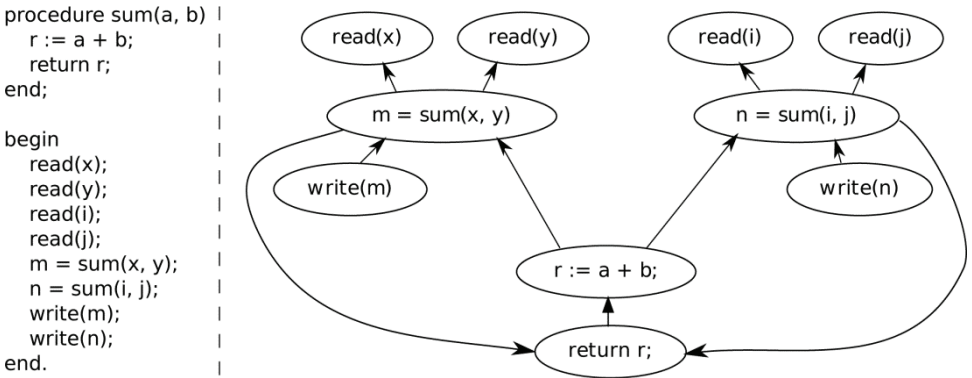 procedure sum(a, b)
r := a + b;
return r;
end;
begin
read(x);
read(y);
read(i);
read(j);
m = sum(x, y);
n = sum(i, j);
write(m);
write(n);
end.
read(x)
read(y)
read(i)
read(j)
m = sum(x, y)
n = sum(i, j)
write(m)
write(n)
r := a + b;
return r;